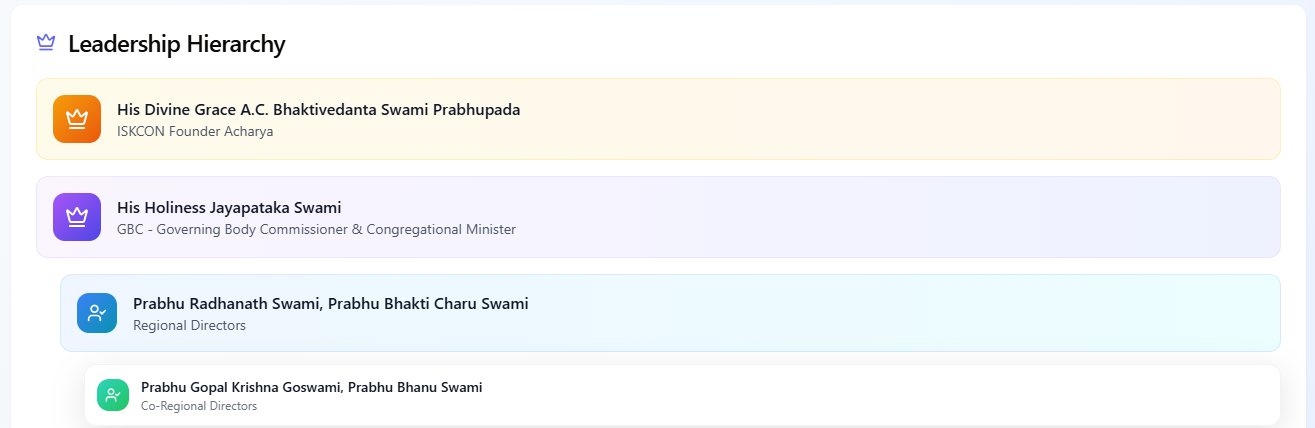 Leadership Hierarchy
His Divine Grace A.C. Bhaktivedanta Swami Prabhupada
ISKCON Founder Acharya
His Holiness Jayapataka Swami
GBC - Governing Body Commissioner & Congregational Minister
Prabhu Radhanath Swami, Prabhu Bhakti Charu Swami
Regional Directors
Prabhu Gopal Krishna Goswami, Prabhu Bhanu Swami
Co-Regional Directors